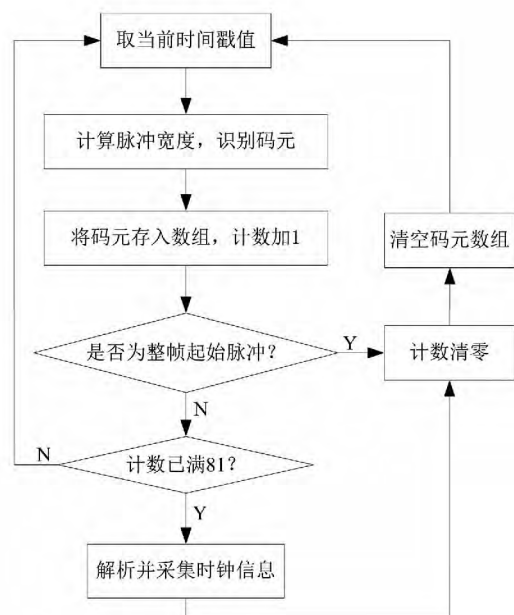 取当前时间戳值
计算脉冲宽度，识别码元
将码元存入数组，计数加1
清空码元数组
是否为整帧起始脉冲？
Y
计数清零
N
N
计数已满81？
Y
解析并采集时钟信息